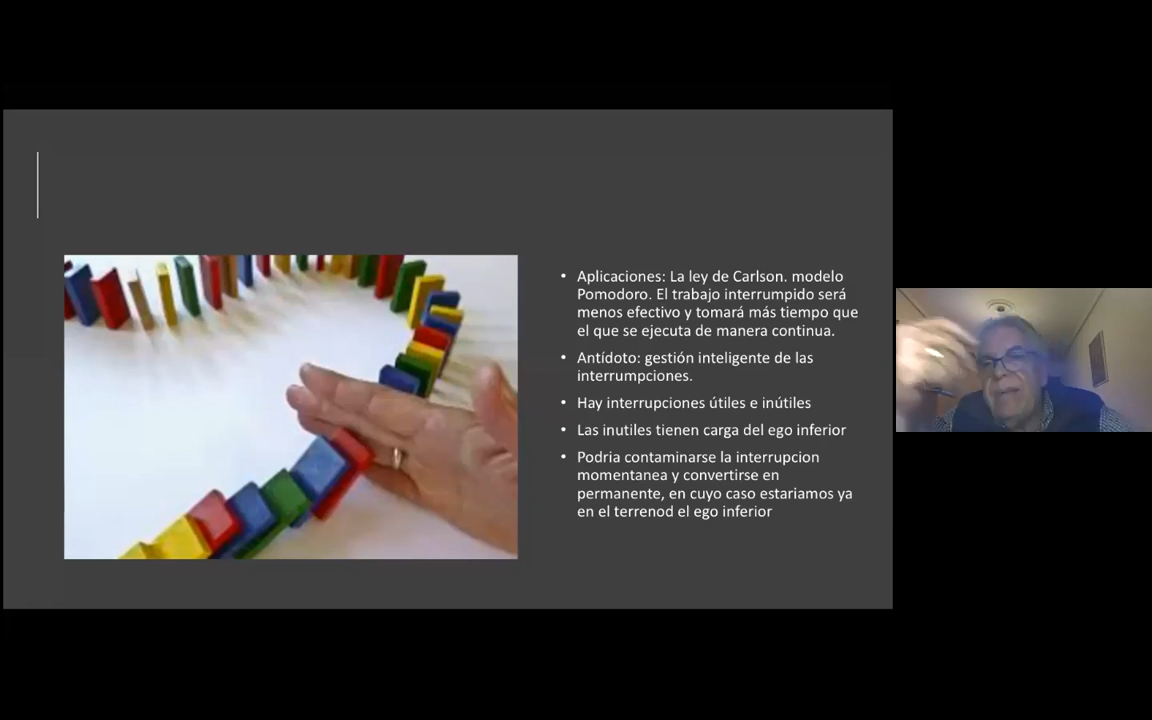 Aplicaciones: La ley de Carlson. modelo
Pomodoro. El trabajo interrumpido será
menos efectivo y tomará más tiempo que
el que se ejecuta de manera continua.
Antídoto: gestión inteligente de las
interrumpciones.
Hay interrupciones útiles e inútiles
Las inutiles tienen carga del ego inferior
Podria contaminarse la interrupcion
momentanea y convertirse en
permanente, en cuyo caso estariamos ya
en el terrenod el ego inferior